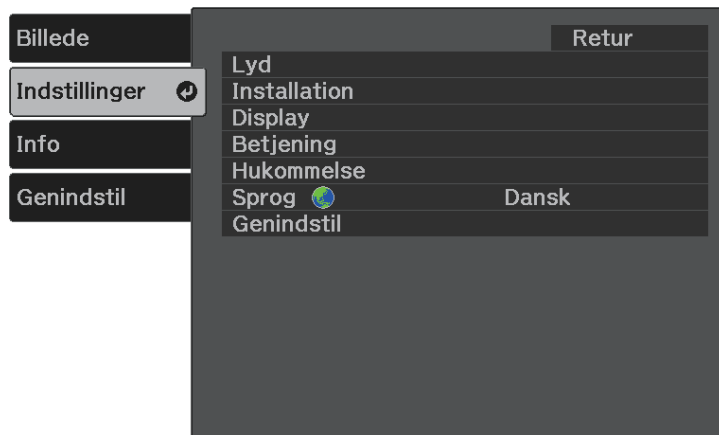 Billede
Indstillinger
Info
Genindstil
Retur
Lyd
Installation
Display
Betjening
Hukommelse
Sprog Dansk
Genindstil